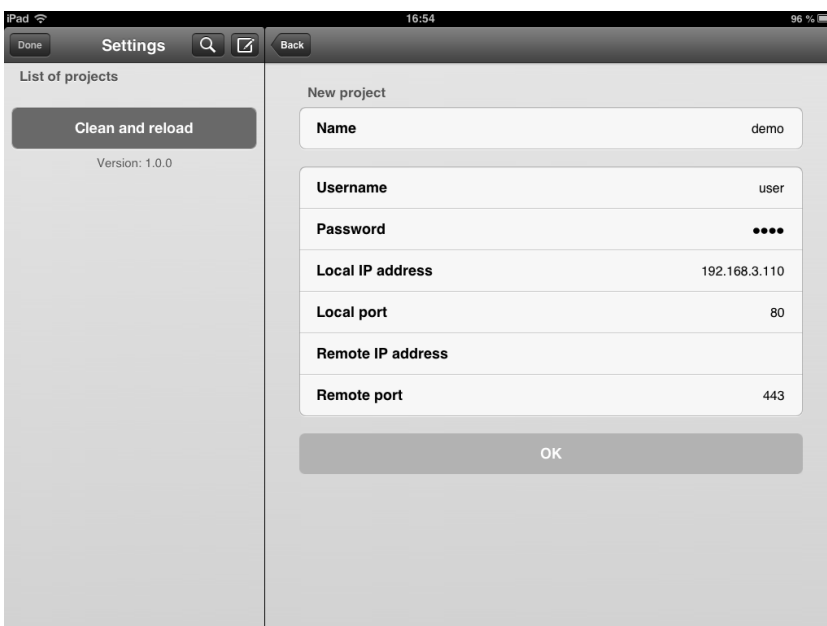 iPad 16:54 96 %
Done Settings Back
List of projects
Clean and reload
Version: 1.0.0
New project
Name demo
Username user
Password ●●●●
Local IP address 192.168.3.110
Local port 80
Remote IP address
Remote port 443
OK